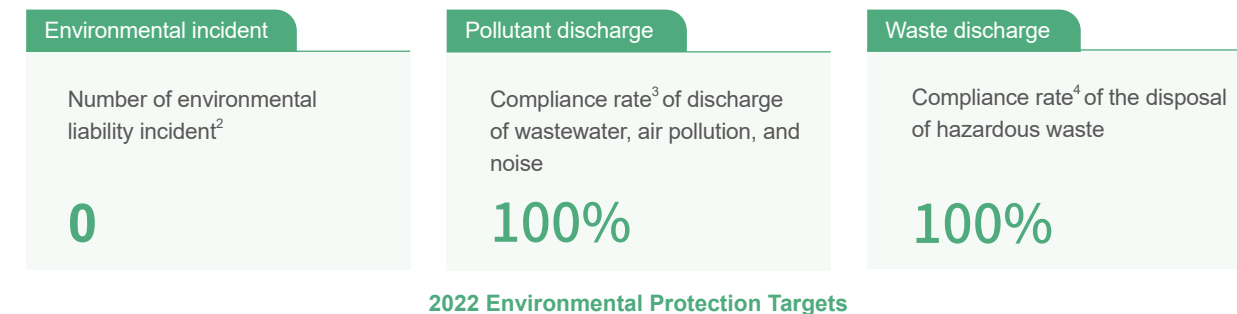 Environmental incident
Number of environmental
liability incident²
0
Pollutant discharge
Compliance rate³ of discharge
of wastewater, air pollution, and
noise
100%
Waste discharge
Compliance rate⁴ of the disposal
of hazardous waste
100%
2022 Environmental Protection Targets